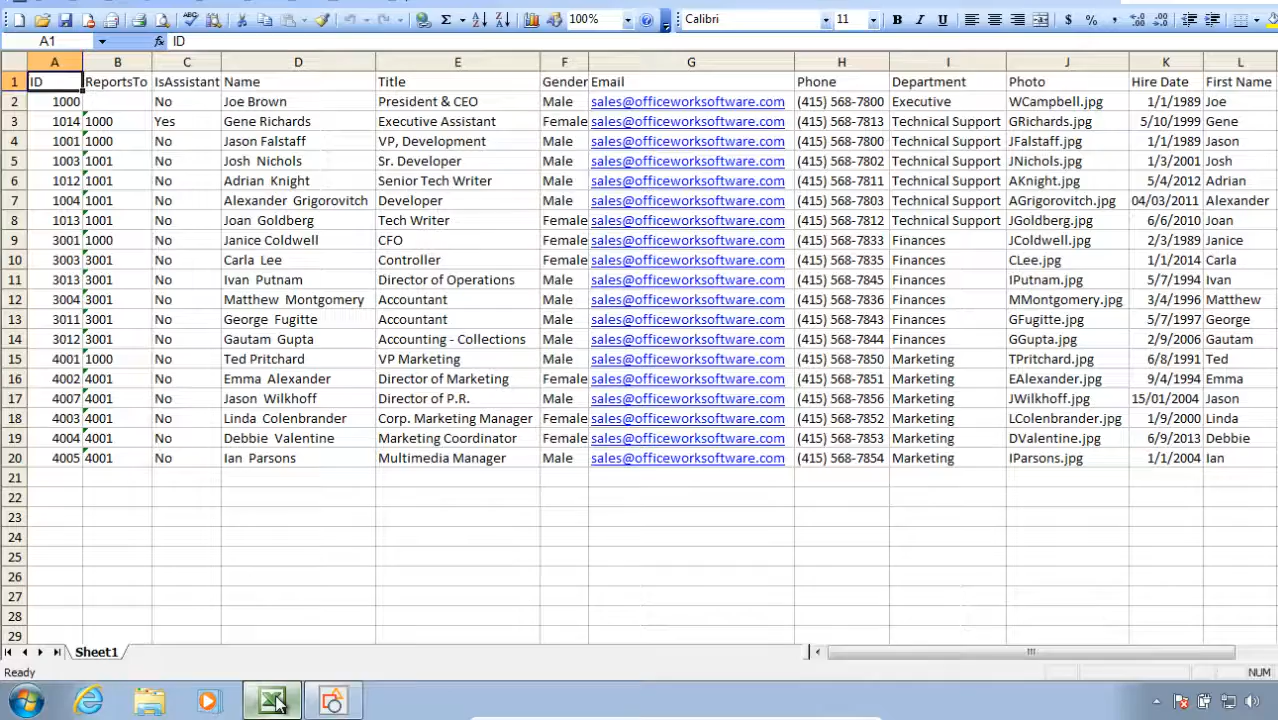 100% Calibri 11 B I U $ % ,
A1 fx ID
A B C D E F G H I J K L
1 ID ReportsTo IsAssistant Name Title Gender Email Phone Department Photo Hire Date First Name
2 1000 No Joe Brown President & CEO Male sales@officeworksoftware.com (415) 568-7800 Executive WCampbell.jpg 1/1/1989 Joe
3 1014 1000 Yes Gene Richards Executive Assistant Female sales@officeworksoftware.com (415) 568-7813 Technical Support GRichards.jpg 5/10/1999 Gene
4 1001 1000 No Jason Falstaff VP, Development Male sales@officeworksoftware.com (415) 568-7800 Technical Support JFalstaff.jpg 1/1/1989 Jason
5 1003 1001 No Josh Nichols Sr. Developer Male sales@officeworksoftware.com (415) 568-7802 Technical Support JNichols.jpg 1/3/2001 Josh
6 1012 1001 No Adrian Knight Senior Tech Writer Male sales@officeworksoftware.com (415) 568-7811 Technical Support AKnight.jpg 5/4/2012 Adrian
7 1004 1001 No Alexander Grigorovitch Developer Male sales@officeworksoftware.com (415) 568-7803 Technical Support AGrigorovitch.jpg 04/03/2011 Alexander
8 1013 1001 No Joan Goldberg Tech Writer Female sales@officeworksoftware.com (415) 568-7812 Technical Support JGoldberg.jpg 6/6/2010 Joan
9 3001 1000 No Janice Coldwell CFO Female sales@officeworksoftware.com (415) 568-7833 Finances JColdwell.jpg 2/3/1989 Janice
10 3003 3001 No Carla Lee Controller Female sales@officeworksoftware.com (415) 568-7835 Finances CLee.jpg 1/1/2014 Carla
11 3013 3001 No Ivan Putnam Director of Operations Male sales@officeworksoftware.com (415) 568-7845 Finances IPutnam.jpg 5/7/1994 Ivan
12 3004 3001 No Matthew Montgomery Accountant Male sales@officeworksoftware.com (415) 568-7836 Finances MMontgomery.jpg 3/4/1996 Matthew
13 3011 3001 No George Fugitte Accountant Male sales@officeworksoftware.com (415) 568-7843 Finances GFugitte.jpg 5/7/1997 George
14 3012 3001 No Gautam Gupta Accounting - Collections Male sales@officeworksoftware.com (415) 568-7844 Finances GGupta.jpg 2/9/2006 Gautam
15 4001 1000 No Ted Pritchard VP Marketing Male sales@officeworksoftware.com (415) 568-7850 Marketing TPritchard.jpg 6/8/1991 Ted
16 4002 4001 No Emma Alexander Director of Marketing Female sales@officeworksoftware.com (415) 568-7851 Marketing EAlexander.jpg 9/4/1994 Emma
17 4007 4001 No Jason Wilkhoff Director of P.R. Male sales@officeworksoftware.com (415) 568-7856 Marketing JWilkhoff.jpg 15/01/2004 Jason
18 4003 4001 No Linda Colenbrander Corp. Marketing Manager Female sales@officeworksoftware.com (415) 568-7852 Marketing LColenbrander.jpg 1/9/2000 Linda
19 4004 4001 No Debbie Valentine Marketing Coordinator Female sales@officeworksoftware.com (415) 568-7853 Marketing DValentine.jpg 6/9/2013 Debbie
20 4005 4001 No Ian Parsons Multimedia Manager Male sales@officeworksoftware.com (415) 568-7854 Marketing IParsons.jpg 1/1/2004 Ian
21
22
23
24
25
26
27
28
29
Sheet1
Ready NUM